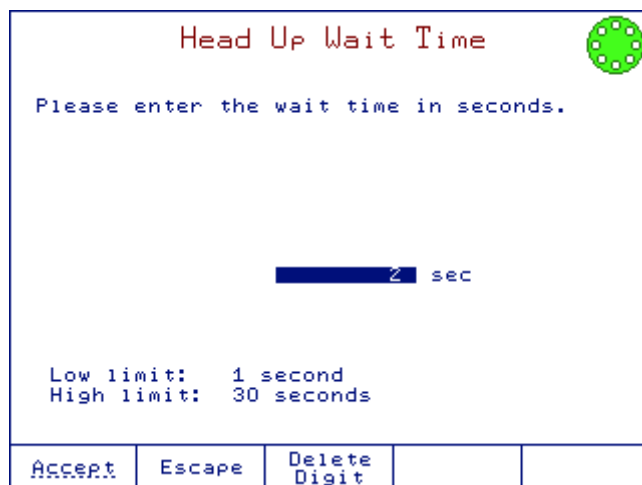 Head Up Wait Time
Please enter the wait time in seconds.
2 sec
Low limit: 1 second
High limit: 30 seconds
Accept
Escape
Delete
Digit